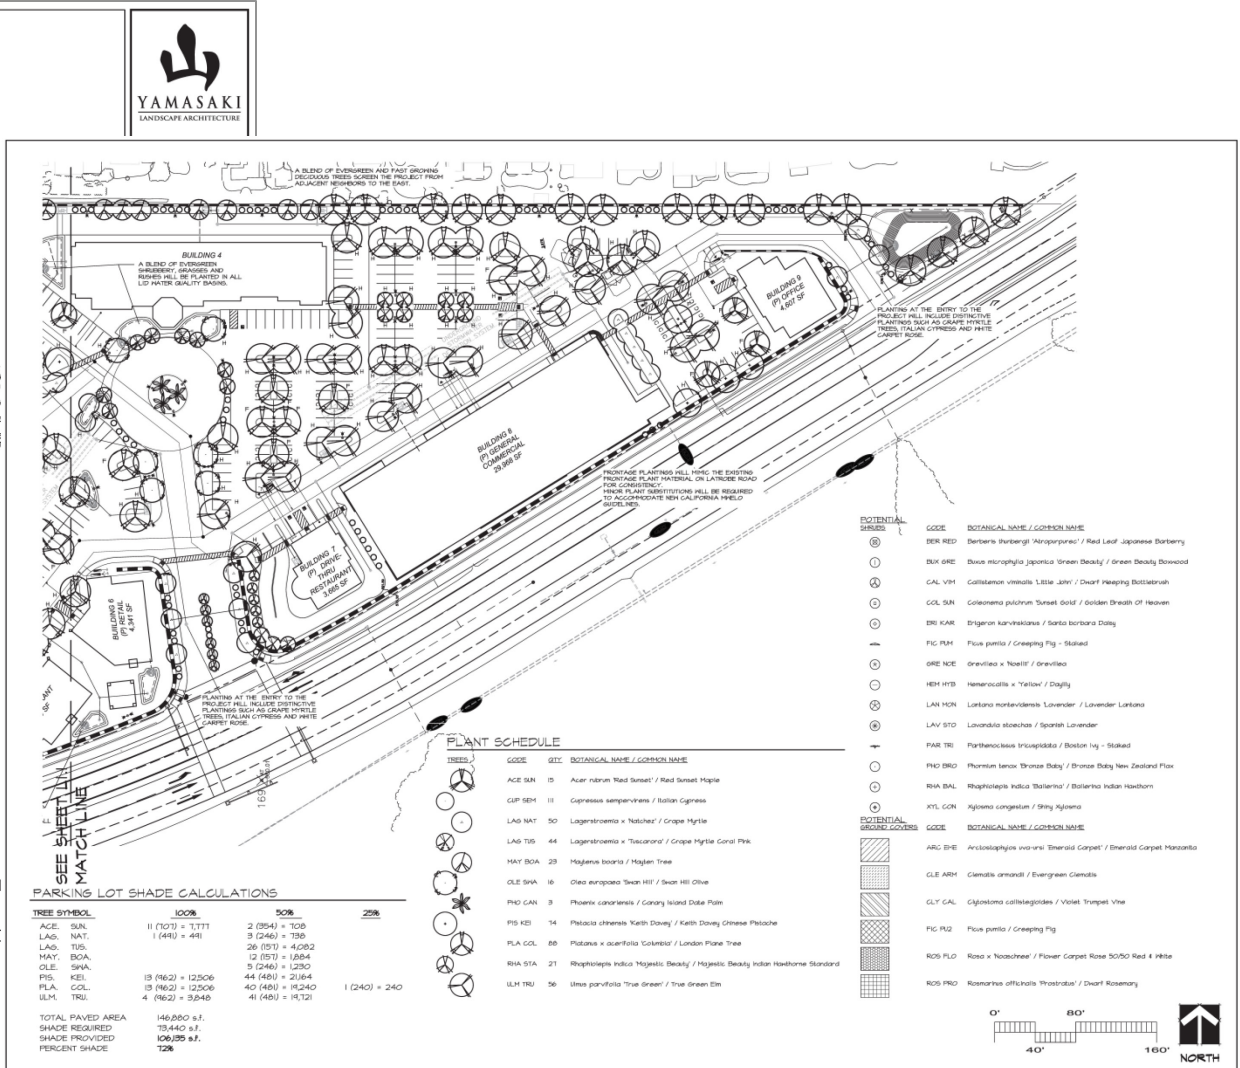 YAMASAKI
LANDSCAPE ARCHITECTURE
A BLEND OF EVERGREEN AND FAST GROWING
DECIDUOUS TREES SCREEN THE PROJECT FROM
ADJACENT NEIGHBORS TO THE EAST.
BUILDING 4
A BLEND OF EVERGREEN
SHRUBBERY, GRASSES AND
RUSHES WILL BE PLANTED IN ALL
LID WATER QUALITY BASINS.
BUILDING 9
(P) OFFICE
4,607 SF
PLANTING AT THE ENTRY TO THE
PROJECT WILL INCLUDE DISTINCTIVE
PLANTINGS SUCH AS CRAPE MYRTLE
TREES, ITALIAN CYPRESS AND WHITE
CARPET ROSE.
BUILDING 8
(P) GENERAL
COMMERCIAL
29,968 SF
FRONTAGE PLANTINGS WILL MIMIC THE EXISTING
FRONTAGE PLANT MATERIAL ON LATROBE ROAD
FOR CONSISTENCY.
MINOR PLANT SUBSTITUTIONS WILL BE REQUIRED
TO ACCOMMODATE NEW CALIFORNIA MWELO
GUIDELINES.
BUILDING 7
(P) DRIVE-
THRU
RESTAURANT
3,665 SF
BUILDING 6
(P) RETAIL
4,341 SF
PLANTING AT THE ENTRY TO THE
PROJECT WILL INCLUDE DISTINCTIVE
PLANTINGS SUCH AS CRAPE MYRTLE
TREES, ITALIAN CYPRESS AND WHITE
CARPET ROSE.
MATCH LINE
PLANT SCHEDULE
TREES CODE QTY BOTANICAL NAME / COMMON NAME
ACE SUN 15 Acer rubrum 'Red Sunset' / Red Sunset Maple
CUP SEM 111 Cupressus sempervirens / Italian Cypress
LAG NAT 50 Lagerstroemia x 'Natchez' / Crape Myrtle
LAG TUS 44 Lagerstroemia x 'Tuscarora' / Crape Myrtle Coral Pink
MAY BOA 23 Maytenus boaria / Mayten Tree
OLE SWA 16 Olea europaea 'Swan Hill' / Swan Hill Olive
PHO CAN 3 Phoenix canariensis / Canary Island Date Palm
PIS KEI 74 Pistacia chinensis 'Keith Davey' / Keith Davey Chinese Pistache
PLA COL 88 Platanus x acerifolia 'Columbia' / London Plane Tree
RHA STA 27 Rhaphiolepis indica 'Majestic Beauty' / Majestic Beauty Indian Hawthorne Standard
ULM TRU 56 Ulmus parvifolia 'True Green' / True Green Elm
POTENTIAL
SHRUBS CODE BOTANICAL NAME / COMMON NAME
BER RED Berberis thunbergii 'Atropurpurea' / Red Leaf Japanese Barberry
BUX GRE Buxus microphylla japonica 'Green Beauty' / Green Beauty Boxwood
CAL VIM Callistemon viminalis 'Little John' / Dwarf Weeping Bottlebrush
COL SUN Coleonema pulchrum 'Sunset Gold' / Golden Breath Of Heaven
ERI KAR Erigeron karvinskianus / Santa barbara Daisy
FIC PUM Ficus pumila / Creeping Fig - Staked
GRE NOE Grevillea x 'Noellii' / Grevillea
HEM HYB Hemerocallis x 'Yellow' / Daylily
LAN MON Lantana montevidensis 'Lavender' / Lavender Lantana
LAV STO Lavandula stoechas / Spanish Lavender
PAR TRI Parthenocissus tricuspidata / Boston Ivy - Staked
PHO BRO Phormium tenax 'Bronze Baby' / Bronze Baby New Zealand Flax
RHA BAL Rhaphiolepis indica 'Ballerina' / Ballerina Indian Hawthorn
XYL CON Xylosma congestum / Shiny Xylosma
POTENTIAL
GROUND COVERS CODE BOTANICAL NAME / COMMON NAME
ARC EME Arctostaphylos uva-ursi 'Emerald Carpet' / Emerald Carpet Manzanita
CLE ARM Clematis armandii / Evergreen Clematis
CLY CAL Clytostoma callistegioides / Violet Trumpet Vine
FIC PU2 Ficus pumila / Creeping Fig
ROS FLO Rosa x 'Noaschnee' / Flower Carpet Rose 50/50 Red & White
ROS PRO Rosmarinus officinalis 'Prostratus' / Dwarf Rosemary
PARKING LOT SHADE CALCULATIONS
TREE SYMBOL 100% 50% 25%
ACE. SUN. 11 (707) = 7,777 2 (354) = 708
LAG. NAT. 1 (491) = 491 3 (246) = 738
LAG. TUS. 26 (157) = 4,082
MAY. BOA. 12 (157) = 1,884
OLE. SWA. 5 (246) = 1,230
PIS. KEI. 13 (962) = 12,506 44 (481) = 21,164
PLA. COL. 13 (962) = 12,506 40 (481) = 19,240 1 (240) = 240
ULM. TRU. 4 (962) = 3,848 41 (481) = 19,721
TOTAL PAVED AREA 146,880 s.f.
SHADE REQUIRED 73,440 s.f.
SHADE PROVIDED 106,135 s.f.
PERCENT SHADE 72%
0' 80'
40' 160'
NORTH